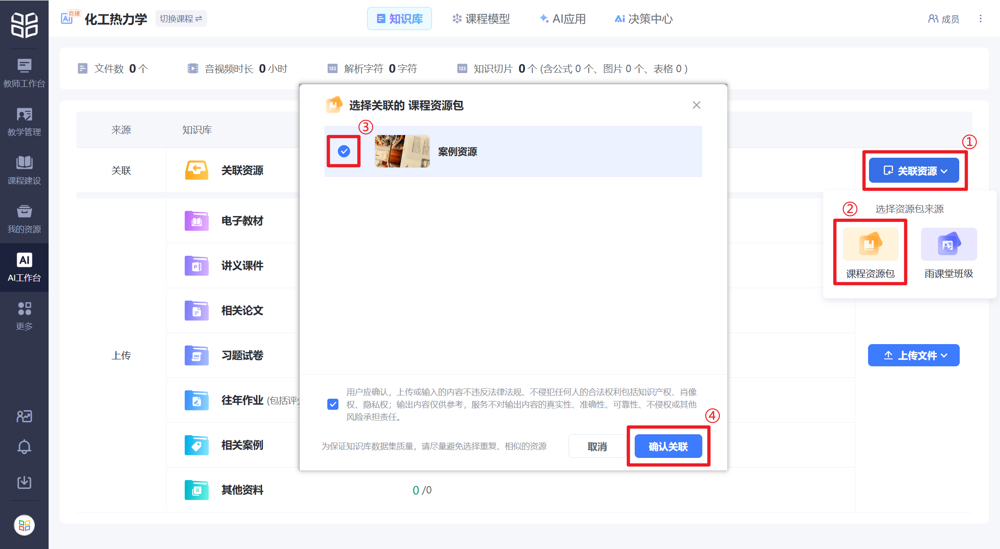 自建
AI 化工热力学 切换课程
知识库 课程模型 AI应用 Ai 决策中心
成员
教师工作台
教学管理
课程建设
我的资源
AI
AI工作台
更多
文件数 0 个 音视频时长 0 小时 123 解析字符 0 字符 123 知识切片 0 个 (含公式 0 个、图片 0 个、表格 0 )
来源 知识库
关联 关联资源
上传
电子教材
讲义课件
相关论文
习题试卷
往年作业 (包括评
相关案例
其他资料 0 /0
选择关联的 课程资源包
③
案例资源
用户应确认，上传或输入的内容不违反法律法规、不侵犯任何人的合法权利包括知识产权、肖像
权、隐私权；输出内容仅供参考，服务不对输出内容的真实性、准确性、可靠性、不侵权或其他
风险承担责任。
④
为保证知识库数据集质量，请尽量避免选择重复、相似的资源 取消 确认关联
①
关联资源
② 选择资源包来源
课程资源包 雨课堂班级
上传文件